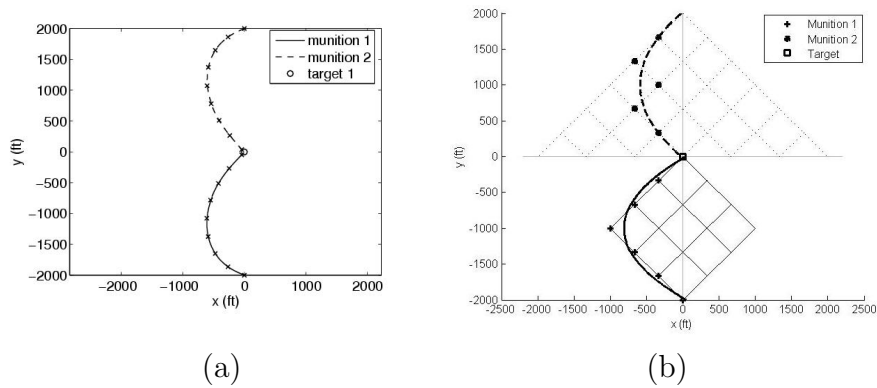 2000
1500
1000
500
0
−500
−1000
−1500
−2000
y (ft)
−2000
−1000
0
1000
2000
x (ft)
munition 1
munition 2
target 1
(a)
2000
1500
1000
500
0
-500
-1000
-1500
-2000
y (ft)
-2500
-2000
-1500
-1000
-500
0
500
1000
1500
2000
2500
x (ft)
Munition 1
Munition 2
Target
(b)